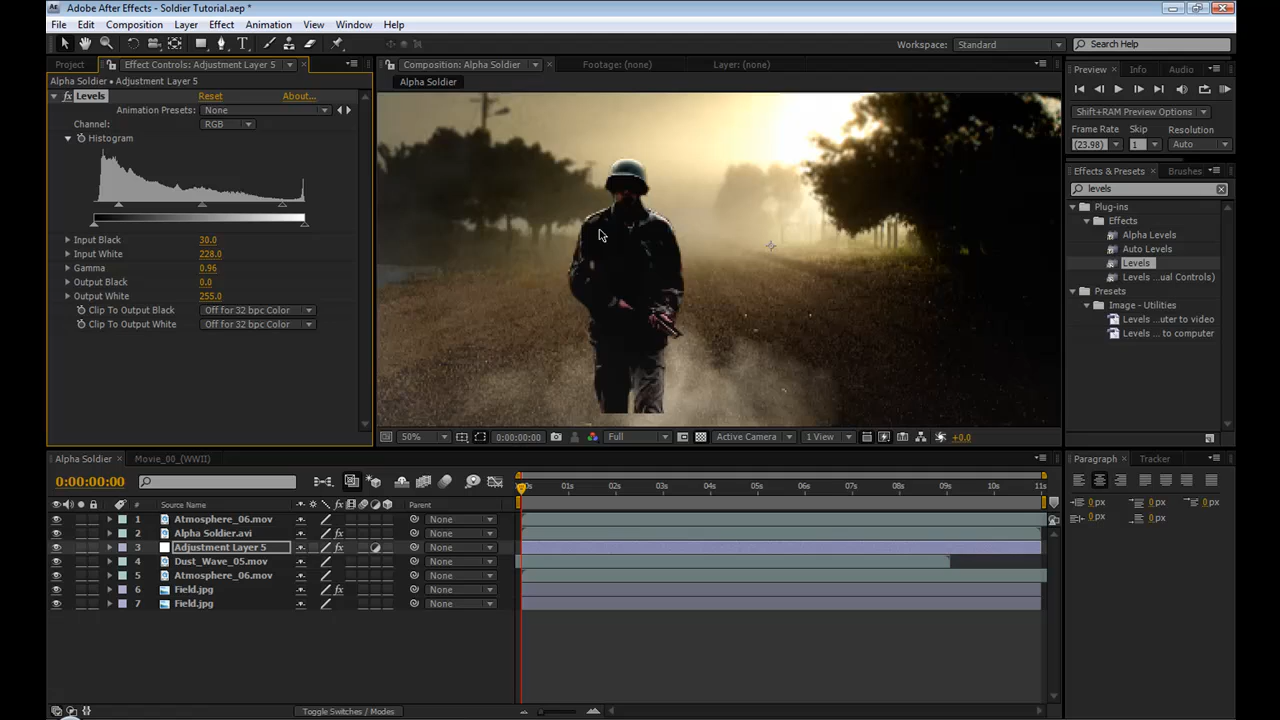 Adobe After Effects - Soldier Tutorial.aep *
File Edit Composition Layer Effect Animation View Window Help
Workspace: Standard Search Help
Project Effect Controls: Adjustment Layer 5
Composition: Alpha Soldier Footage: (none) Layer: (none)
Preview Info Audio
Alpha Soldier • Adjustment Layer 5
Alpha Soldier
fx Levels Reset About...
Animation Presets: None
Channel: RGB
Histogram
Input Black 30.0
Input White 228.0
Gamma 0.96
Output Black 0.0
Output White 255.0
Clip To Output Black Off for 32 bpc Color
Clip To Output White Off for 32 bpc Color
Shift+RAM Preview Options
Frame Rate Skip Resolution
(23.98) 1 Auto
Effects & Presets Brushes
levels
Plug-ins
Effects
Alpha Levels
Auto Levels
Levels
Levels ...ual Controls)
Presets
Image - Utilities
Levels ...uter to video
Levels ... to computer
50% 0:00:00:00 Full Active Camera 1 View +0.0
Alpha Soldier Movie_00_(WWII)
Paragraph Tracker
0:00:00:00
00s 01s 02s 03s 04s 05s 06s 07s 08s 09s 10s 11s
# Source Name fx Parent
1 Atmosphere_06.mov None
2 Alpha Soldier.avi fx None
3 Adjustment Layer 5 fx None
4 Dust_Wave_05.mov None
5 Atmosphere_06.mov None
6 Field.jpg fx None
7 Field.jpg None
0 px 0 px 0 px
0 px 0 px
Toggle Switches / Modes